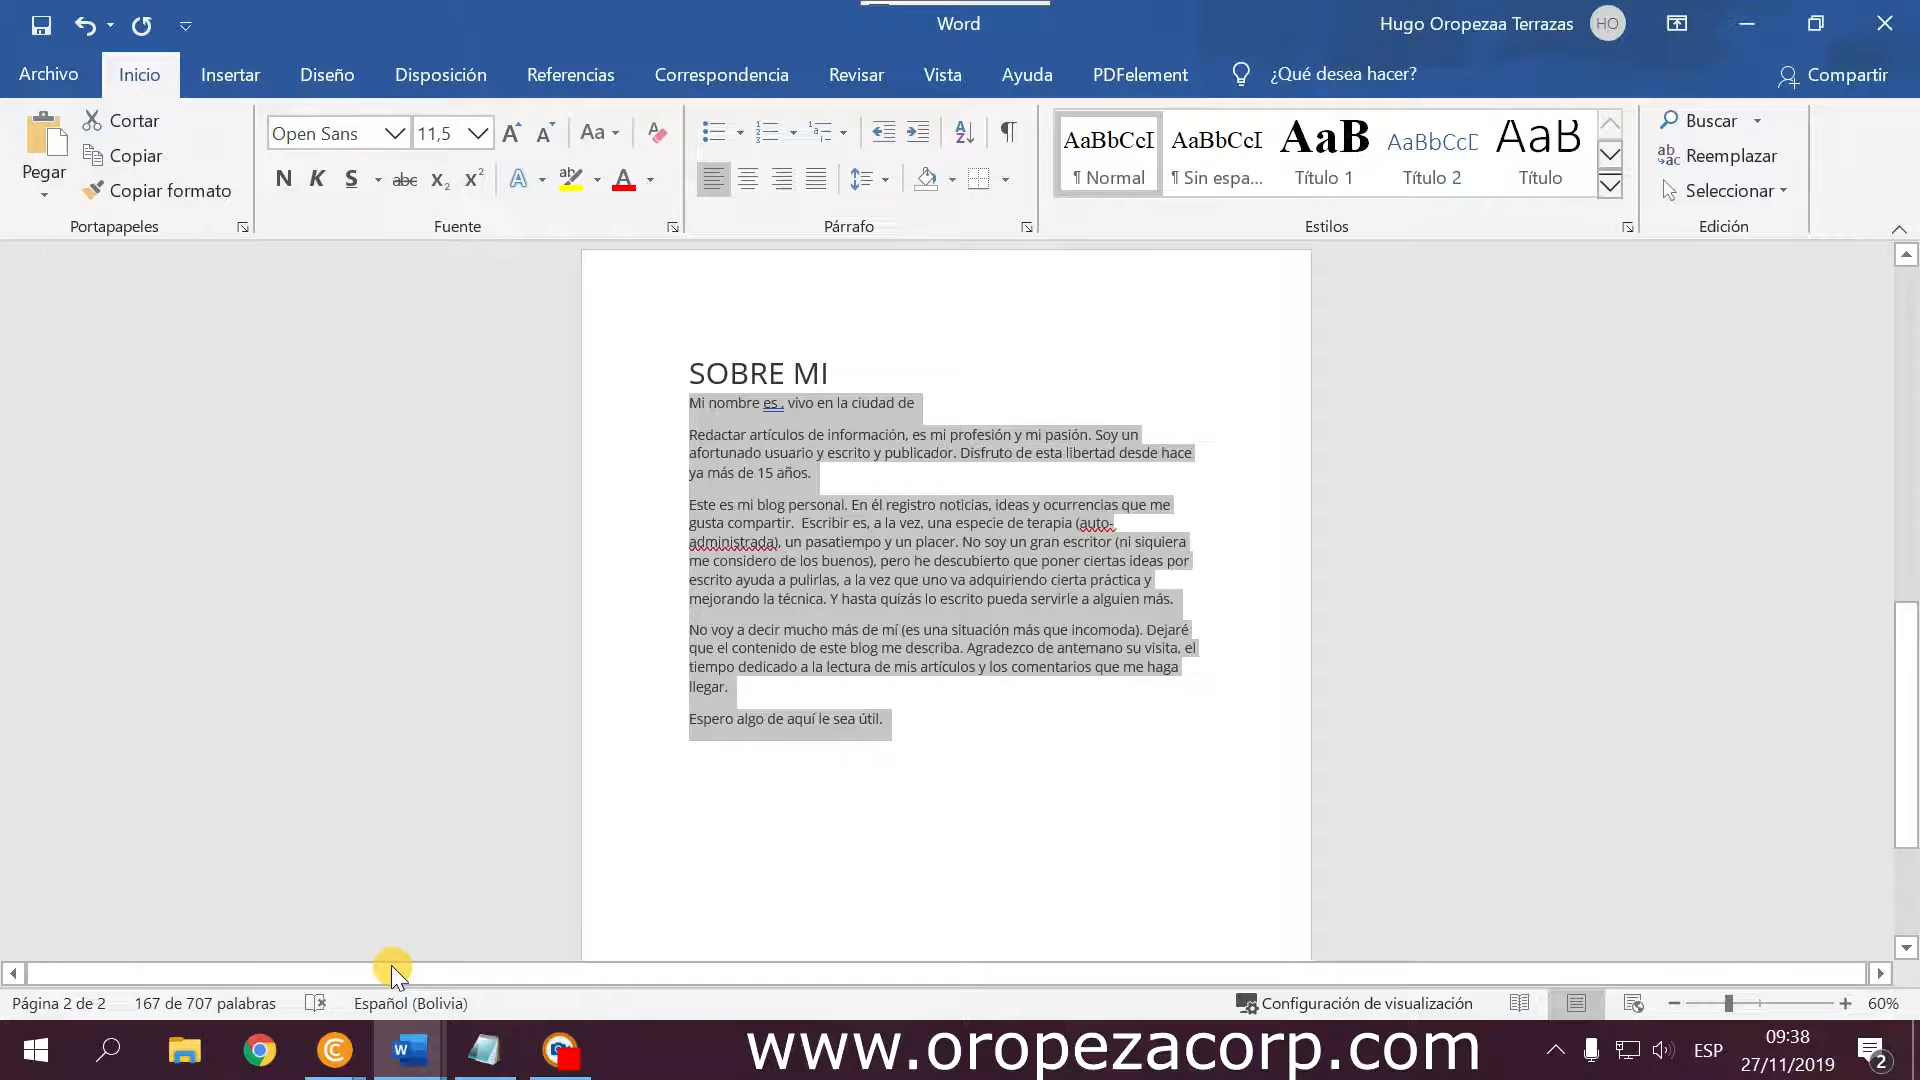 Word
Hugo Oropezaa Terrazas
HO
Archivo
Inicio
Insertar
Diseño
Disposición
Referencias
Correspondencia
Revisar
Vista
Ayuda
PDFelement
¿Qué desea hacer?
Compartir
Pegar
Cortar
Copiar
Copiar formato
Portapapeles
Open Sans
11,5
Aa
N K S abc X2 X2
Fuente
Párrafo
AaBbCcI
¶ Normal
AaBbCcI
¶ Sin espa...
AaB
Título 1
AaBbCcD
Título 2
AaB
Título
Estilos
Buscar
Reemplazar
Seleccionar
Edición
SOBRE MI
Mi nombre es , vivo en la ciudad de
Redactar artículos de información, es mi profesión y mi pasión. Soy un
afortunado usuario y escrito y publicador. Disfruto de esta libertad desde hace
ya más de 15 años.
Este es mi blog personal. En él registro noticias, ideas y ocurrencias que me
gusta compartir.  Escribir es, a la vez, una especie de terapia (auto-
administrada), un pasatiempo y un placer. No soy un gran escritor (ni siquiera
me considero de los buenos), pero he descubierto que poner ciertas ideas por
escrito ayuda a pulirlas, a la vez que uno va adquiriendo cierta práctica y
mejorando la técnica. Y hasta quizás lo escrito pueda servirle a alguien más.
No voy a decir mucho más de mí (es una situación más que incomoda). Dejaré
que el contenido de este blog me describa. Agradezco de antemano su visita, el
tiempo dedicado a la lectura de mis artículos y los comentarios que me haga
llegar.
Espero algo de aquí le sea útil.
Página 2 de 2
167 de 707 palabras
Español (Bolivia)
Configuración de visualización
60%
www.oropezacorp.com
ESP
09:38
27/11/2019
2